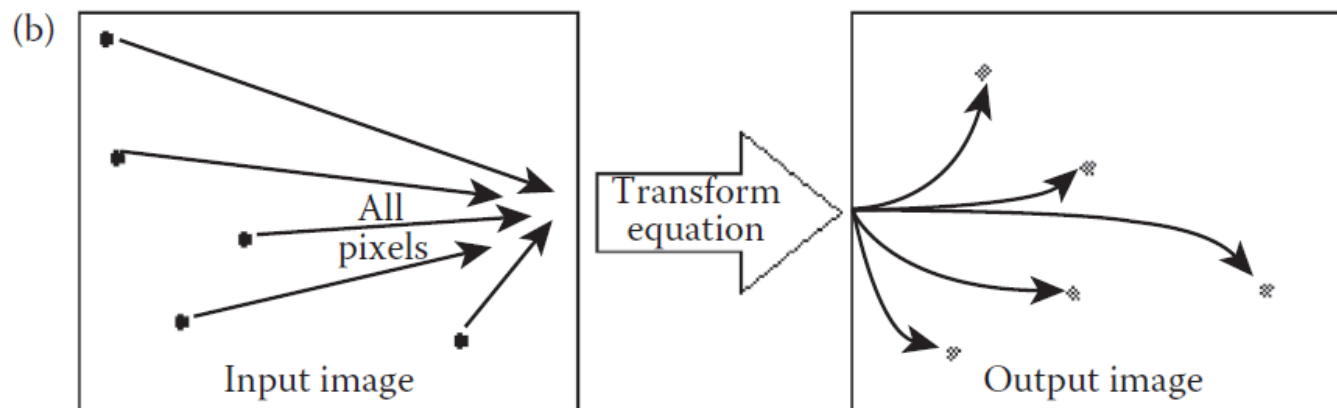 (b)
All
pixels
Input image
Transform
equation
Output image